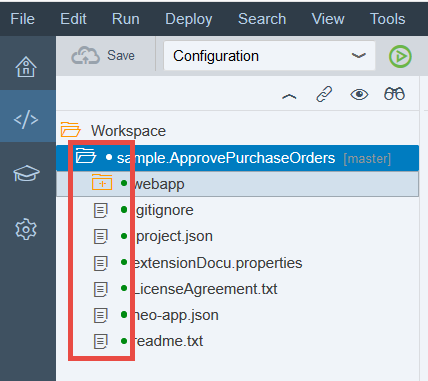 File Edit Run Deploy Search View Tools
Save Configuration
Workspace
sample.ApprovePurchaseOrders [master]
webapp
.gitignore
.project.json
extensionDocu.properties
LicenseAgreement.txt
neo-app.json
readme.txt